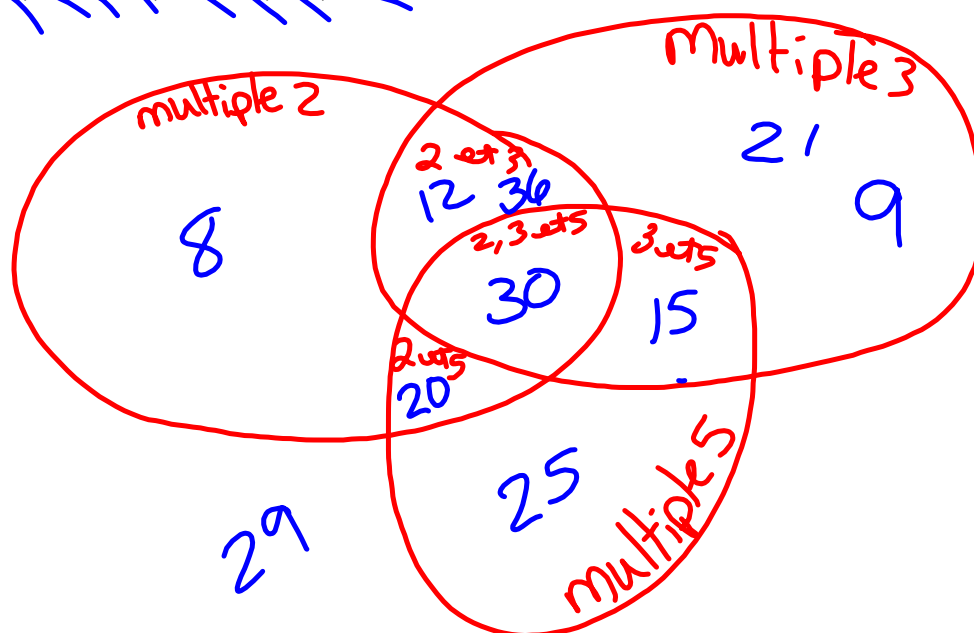 multiple 2
Multiple 3
21
9
2 et 3
12 36
8
2, 3 et 5
3 et 5
30
15
2 et 5
20
25
multiple 5
29